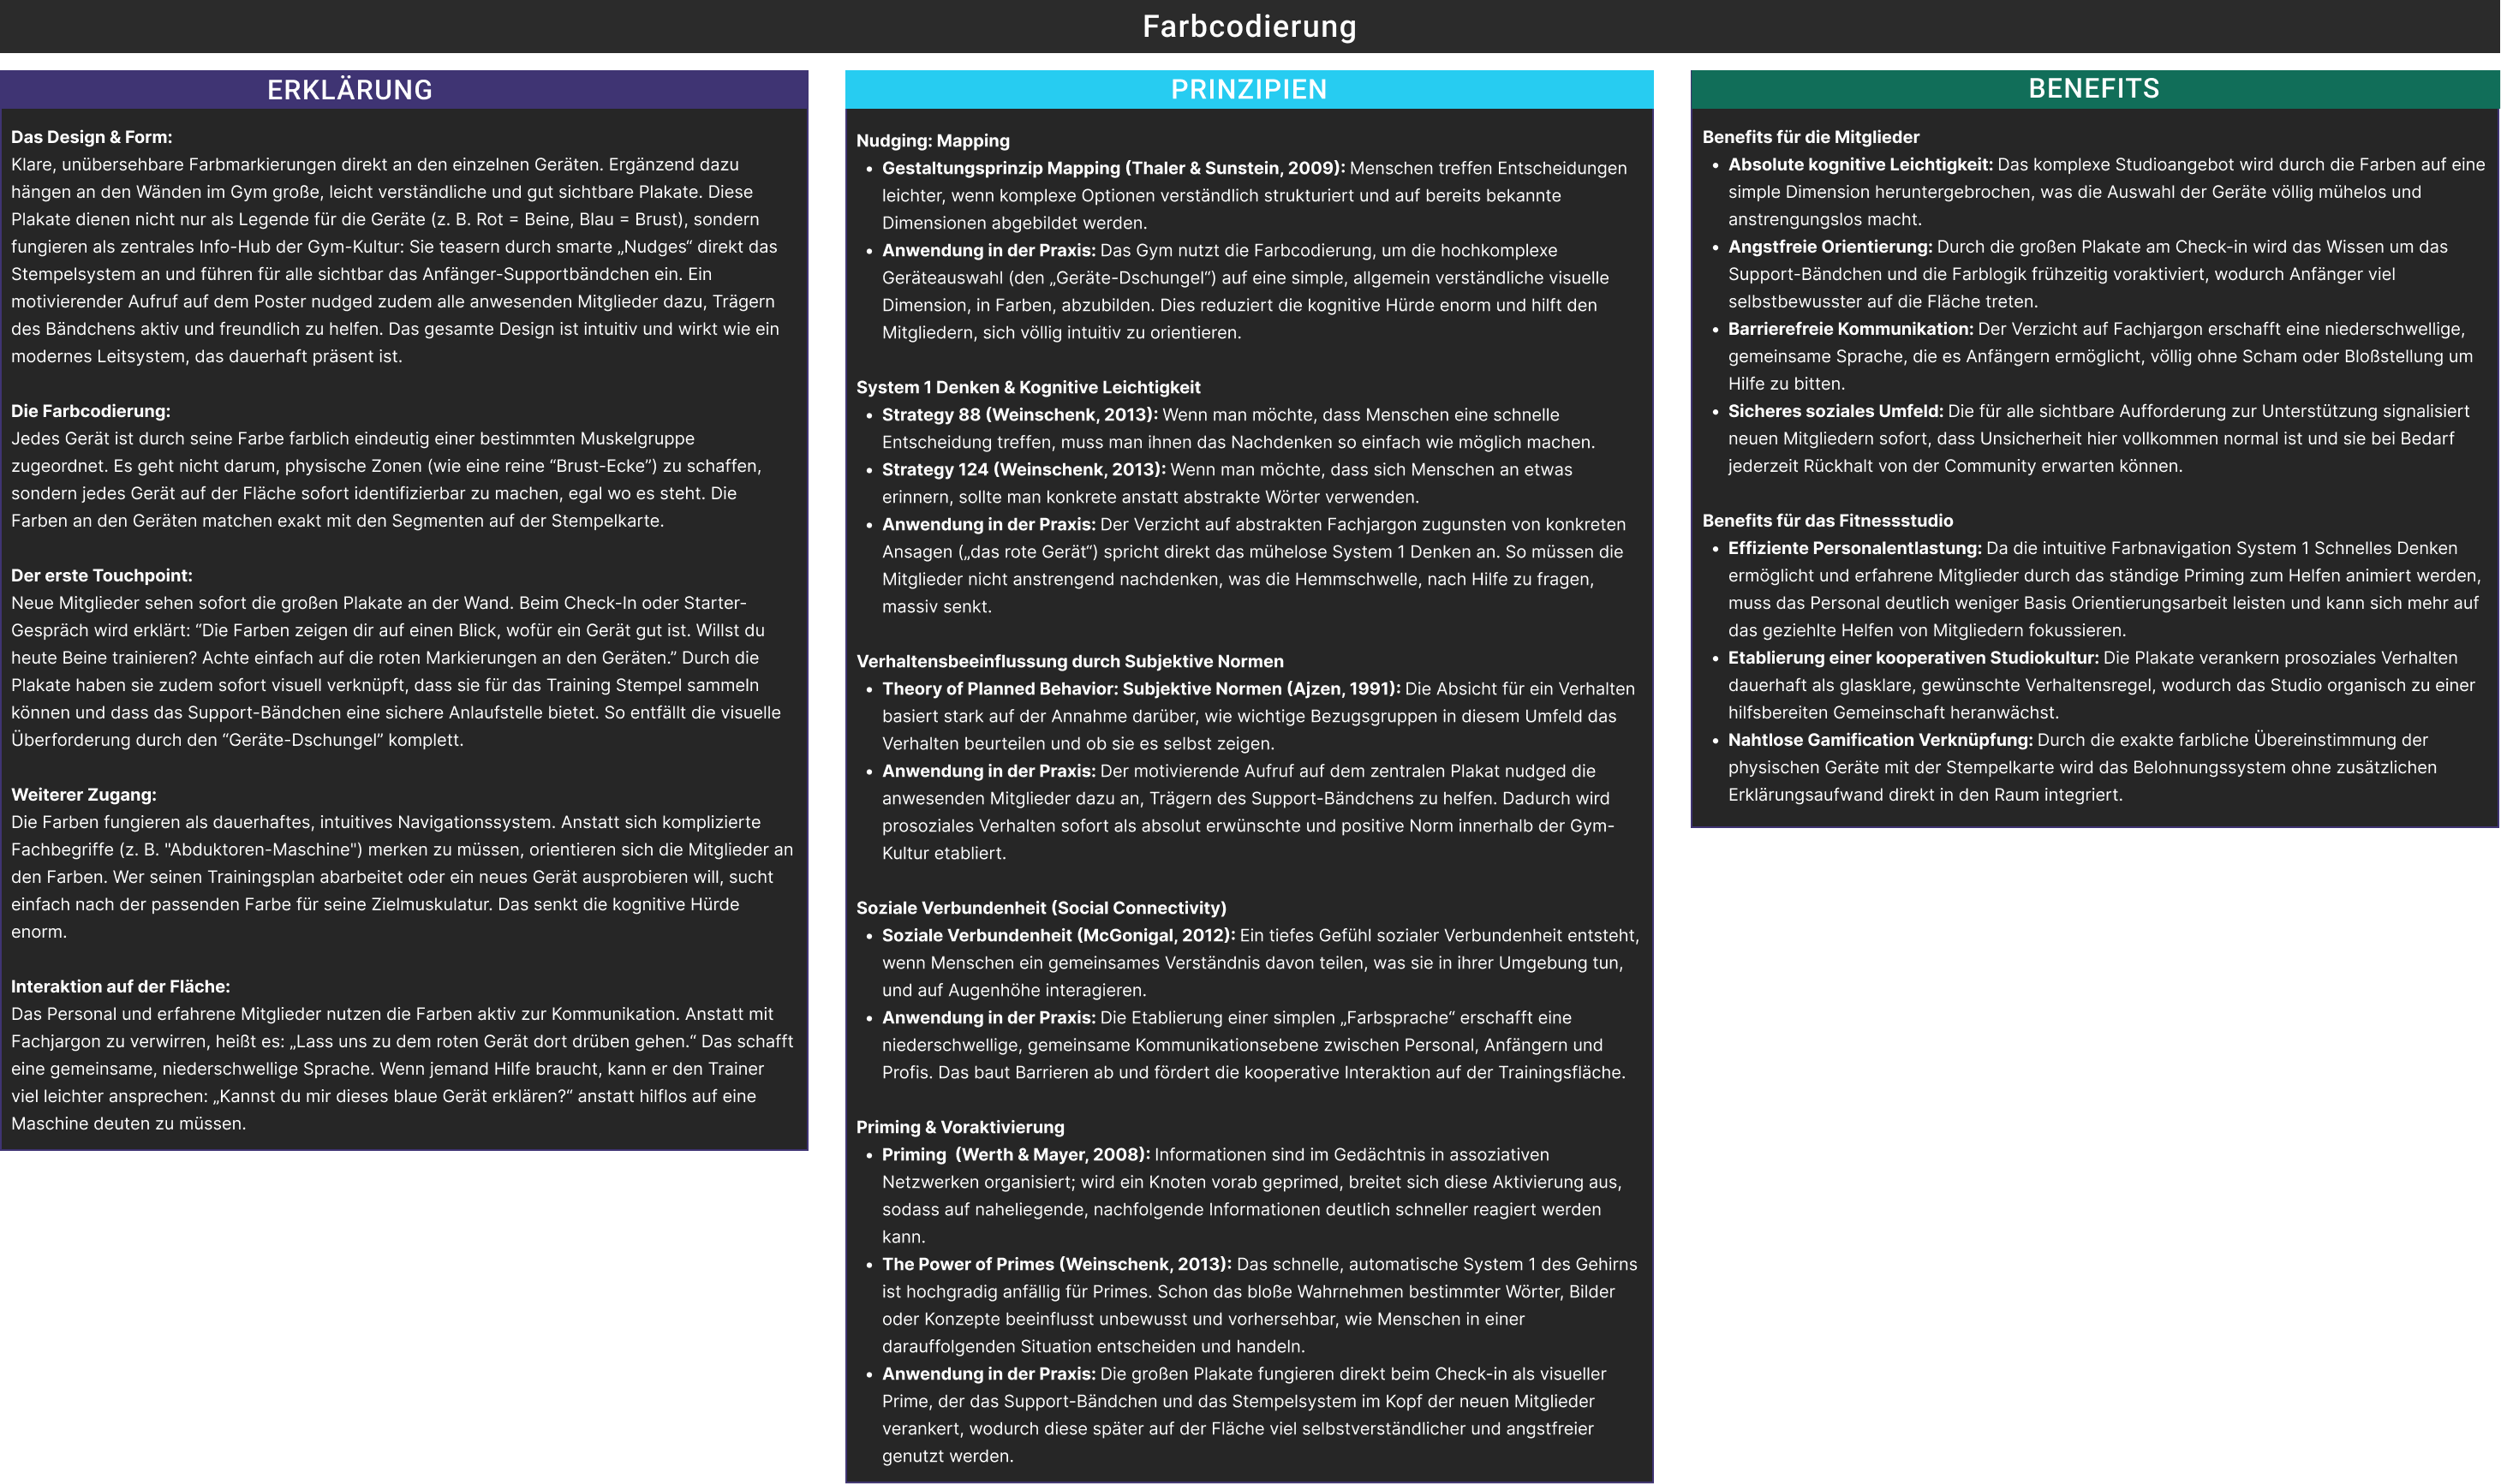 Farbcodierung
ERKLÄRUNG
Das Design & Form:
Klare, unübersehbare Farbmarkierungen direkt an den einzelnen Geräten. Ergänzend dazu
hängen an den Wänden im Gym große, leicht verständliche und gut sichtbare Plakate. Diese
Plakate dienen nicht nur als Legende für die Geräte (z. B. Rot = Beine, Blau = Brust), sondern
fungieren als zentrales Info-Hub der Gym-Kultur: Sie teasern durch smarte „Nudges“ direkt das
Stempelsystem an und führen für alle sichtbar das Anfänger-Supportbändchen ein. Ein
motivierender Aufruf auf dem Poster nudged zudem alle anwesenden Mitglieder dazu, Trägern
des Bändchens aktiv und freundlich zu helfen. Das gesamte Design ist intuitiv und wirkt wie ein
modernes Leitsystem, das dauerhaft präsent ist.
Die Farbcodierung:
Jedes Gerät ist durch seine Farbe farblich eindeutig einer bestimmten Muskelgruppe
zugeordnet. Es geht nicht darum, physische Zonen (wie eine reine “Brust-Ecke”) zu schaffen,
sondern jedes Gerät auf der Fläche sofort identifizierbar zu machen, egal wo es steht. Die
Farben an den Geräten matchen exakt mit den Segmenten auf der Stempelkarte.
Der erste Touchpoint:
Neue Mitglieder sehen sofort die großen Plakate an der Wand. Beim Check-In oder Starter-
Gespräch wird erklärt: “Die Farben zeigen dir auf einen Blick, wofür ein Gerät gut ist. Willst du
heute Beine trainieren? Achte einfach auf die roten Markierungen an den Geräten.” Durch die
Plakate haben sie zudem sofort visuell verknüpft, dass sie für das Training Stempel sammeln
können und dass das Support-Bändchen eine sichere Anlaufstelle bietet. So entfällt die visuelle
Überforderung durch den “Geräte-Dschungel” komplett.
Weiterer Zugang:
Die Farben fungieren als dauerhaftes, intuitives Navigationssystem. Anstatt sich komplizierte
Fachbegriffe (z. B. "Abduktoren-Maschine") merken zu müssen, orientieren sich die Mitglieder an
den Farben. Wer seinen Trainingsplan abarbeitet oder ein neues Gerät ausprobieren will, sucht
einfach nach der passenden Farbe für seine Zielmuskulatur. Das senkt die kognitive Hürde
enorm.
Interaktion auf der Fläche:
Das Personal und erfahrene Mitglieder nutzen die Farben aktiv zur Kommunikation. Anstatt mit
Fachjargon zu verwirren, heißt es: „Lass uns zu dem roten Gerät dort drüben gehen.“ Das schafft
eine gemeinsame, niederschwellige Sprache. Wenn jemand Hilfe braucht, kann er den Trainer
viel leichter ansprechen: „Kannst du mir dieses blaue Gerät erklären?“ anstatt hilflos auf eine
Maschine deuten zu müssen.
PRINZIPIEN
Nudging: Mapping
• Gestaltungsprinzip Mapping (Thaler & Sunstein, 2009): Menschen treffen Entscheidungen
leichter, wenn komplexe Optionen verständlich strukturiert und auf bereits bekannte
Dimensionen abgebildet werden.
• Anwendung in der Praxis: Das Gym nutzt die Farbcodierung, um die hochkomplexe
Geräteauswahl (den „Geräte-Dschungel“) auf eine simple, allgemein verständliche visuelle
Dimension, in Farben, abzubilden. Dies reduziert die kognitive Hürde enorm und hilft den
Mitgliedern, sich völlig intuitiv zu orientieren.
System 1 Denken & Kognitive Leichtigkeit
• Strategy 88 (Weinschenk, 2013): Wenn man möchte, dass Menschen eine schnelle
Entscheidung treffen, muss man ihnen das Nachdenken so einfach wie möglich machen.
• Strategy 124 (Weinschenk, 2013): Wenn man möchte, dass sich Menschen an etwas
erinnern, sollte man konkrete anstatt abstrakte Wörter verwenden.
• Anwendung in der Praxis: Der Verzicht auf abstrakten Fachjargon zugunsten von konkreten
Ansagen („das rote Gerät“) spricht direkt das mühelose System 1 Denken an. So müssen die
Mitglieder nicht anstrengend nachdenken, was die Hemmschwelle, nach Hilfe zu fragen,
massiv senkt.
Verhaltensbeeinflussung durch Subjektive Normen
• Theory of Planned Behavior: Subjektive Normen (Ajzen, 1991): Die Absicht für ein Verhalten
basiert stark auf der Annahme darüber, wie wichtige Bezugsgruppen in diesem Umfeld das
Verhalten beurteilen und ob sie es selbst zeigen.
• Anwendung in der Praxis: Der motivierende Aufruf auf dem zentralen Plakat nudged die
anwesenden Mitglieder dazu an, Trägern des Support-Bändchens zu helfen. Dadurch wird
prosoziales Verhalten sofort als absolut erwünschte und positive Norm innerhalb der Gym-
Kultur etabliert.
Soziale Verbundenheit (Social Connectivity)
• Soziale Verbundenheit (McGonigal, 2012): Ein tiefes Gefühl sozialer Verbundenheit entsteht,
wenn Menschen ein gemeinsames Verständnis davon teilen, was sie in ihrer Umgebung tun,
und auf Augenhöhe interagieren.
• Anwendung in der Praxis: Die Etablierung einer simplen „Farbsprache“ erschafft eine
niederschwellige, gemeinsame Kommunikationsebene zwischen Personal, Anfängern und
Profis. Das baut Barrieren ab und fördert die kooperative Interaktion auf der Trainingsfläche.
Priming & Voraktivierung
• Priming (Werth & Mayer, 2008): Informationen sind im Gedächtnis in assoziativen
Netzwerken organisiert; wird ein Knoten vorab geprimed, breitet sich diese Aktivierung aus,
sodass auf naheliegende, nachfolgende Informationen deutlich schneller reagiert werden
kann.
• The Power of Primes (Weinschenk, 2013): Das schnelle, automatische System 1 des Gehirns
ist hochgradig anfällig für Primes. Schon das bloße Wahrnehmen bestimmter Wörter, Bilder
oder Konzepte beeinflusst unbewusst und vorhersehbar, wie Menschen in einer
darauffolgenden Situation entscheiden und handeln.
• Anwendung in der Praxis: Die großen Plakate fungieren direkt beim Check-in als visueller
Prime, der das Support-Bändchen und das Stempelsystem im Kopf der neuen Mitglieder
verankert, wodurch diese später auf der Fläche viel selbstverständlicher und angstfreier
genutzt werden.
BENEFITS
Benefits für die Mitglieder
• Absolute kognitive Leichtigkeit: Das komplexe Studioangebot wird durch die Farben auf eine
simple Dimension heruntergebrochen, was die Auswahl der Geräte völlig mühelos und
anstrengungslos macht.
• Angstfreie Orientierung: Durch die großen Plakate am Check-in wird das Wissen um das
Support-Bändchen und die Farblogik frühzeitig voraktiviert, wodurch Anfänger viel
selbstbewusster auf die Fläche treten.
• Barrierefreie Kommunikation: Der Verzicht auf Fachjargon erschafft eine niederschwellige,
gemeinsame Sprache, die es Anfängern ermöglicht, völlig ohne Scham oder Bloßstellung um
Hilfe zu bitten.
• Sicheres soziales Umfeld: Die für alle sichtbare Aufforderung zur Unterstützung signalisiert
neuen Mitgliedern sofort, dass Unsicherheit hier vollkommen normal ist und sie bei Bedarf
jederzeit Rückhalt von der Community erwarten können.
Benefits für das Fitnessstudio
• Effiziente Personalentlastung: Da die intuitive Farbnavigation System 1 Schnelles Denken
ermöglicht und erfahrene Mitglieder durch das ständige Priming zum Helfen animiert werden,
muss das Personal deutlich weniger Basis Orientierungsarbeit leisten und kann sich mehr auf
das geziehlte Helfen von Mitgliedern fokussieren.
• Etablierung einer kooperativen Studiokultur: Die Plakate verankern prosoziales Verhalten
dauerhaft als glasklare, gewünschte Verhaltensregel, wodurch das Studio organisch zu einer
hilfsbereiten Gemeinschaft heranwächst.
• Nahtlose Gamification Verknüpfung: Durch die exakte farbliche Übereinstimmung der
physischen Geräte mit der Stempelkarte wird das Belohnungssystem ohne zusätzlichen
Erklärungsaufwand direkt in den Raum integriert.